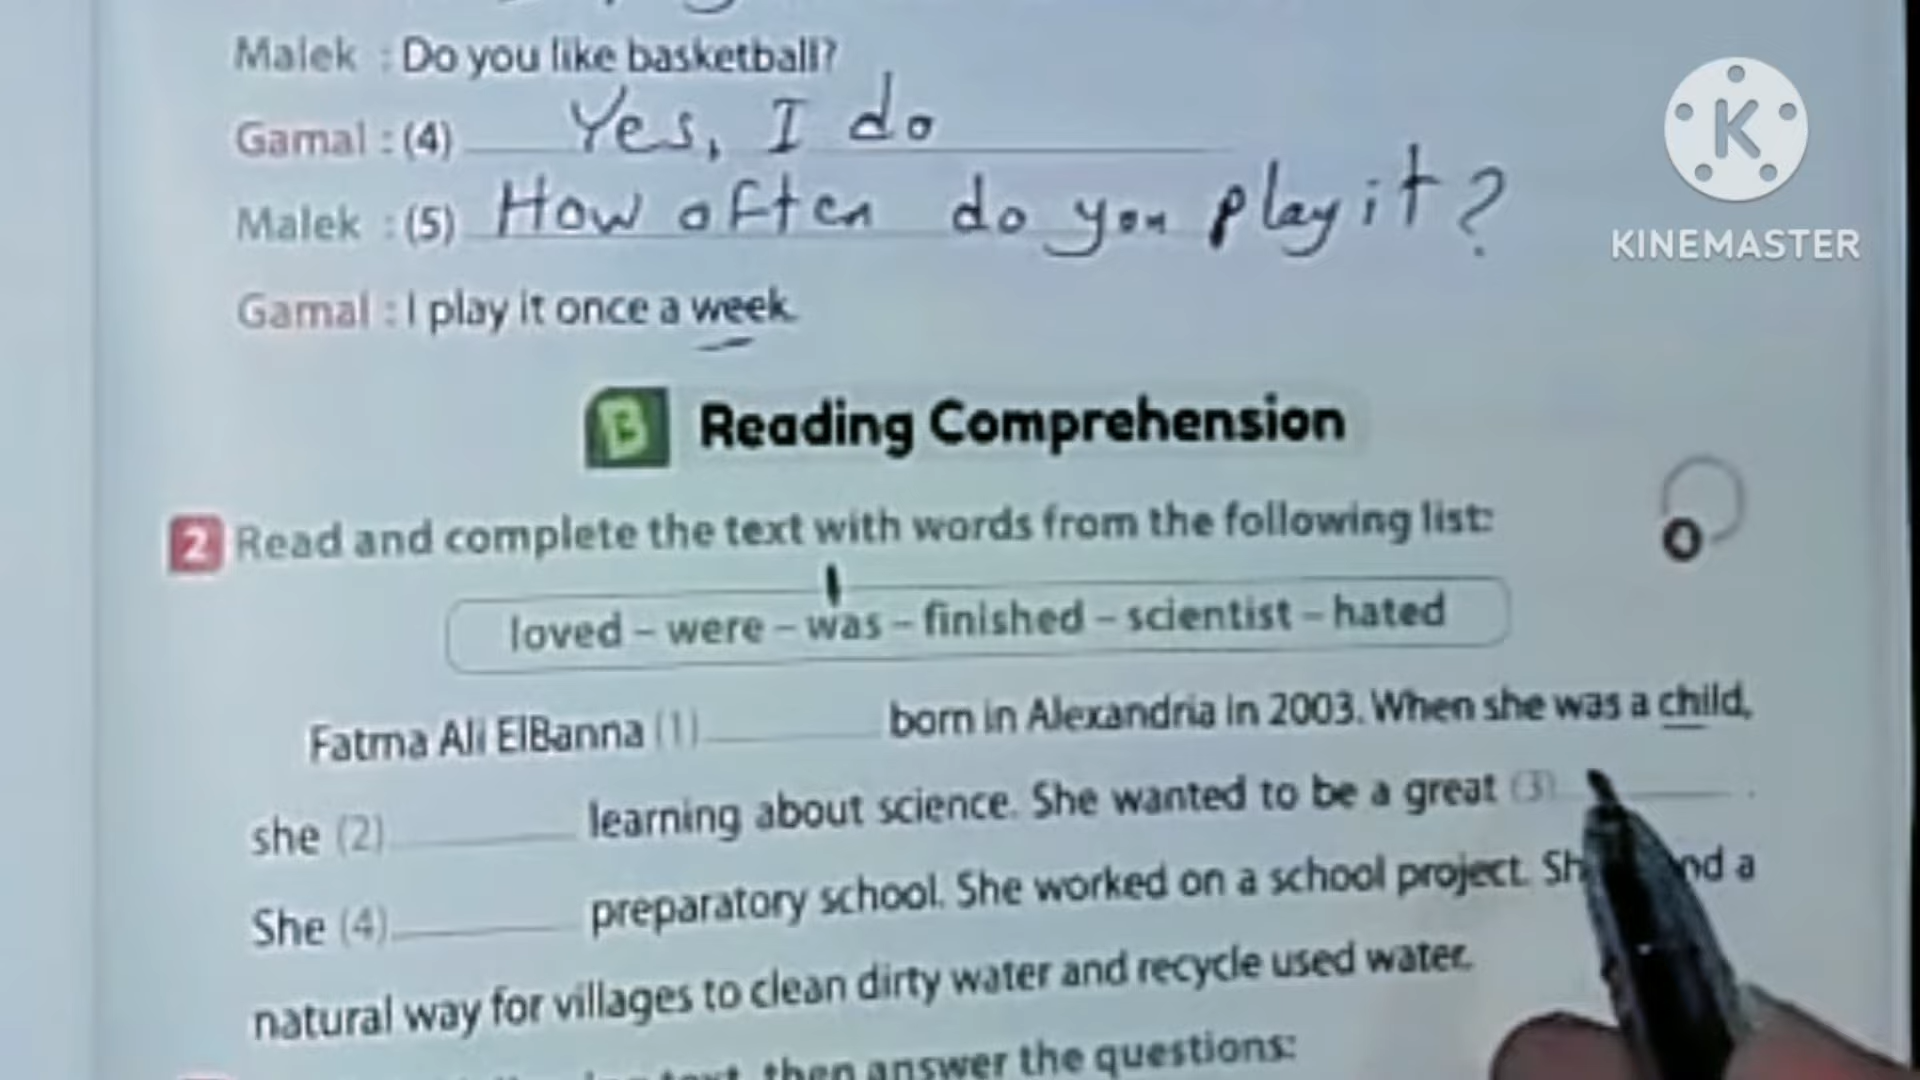 Malek : Do you like basketball?
Gamal : (4) Yes, I do
Malek : (5) How often do you play it?
Gamal : I play it once a week.
KINEMASTER
B Reading Comprehension
2 Read and complete the text with words from the following list:
loved – were – was – finished – scientist – hated
Fatma Ali ElBanna (1) born in Alexandria in 2003. When she was a child,
she (2) learning about science. She wanted to be a great (3) .
She (4) preparatory school. She worked on a school project. a
natural way for villages to clean dirty water and recycle used water.
text, then answer the questions: